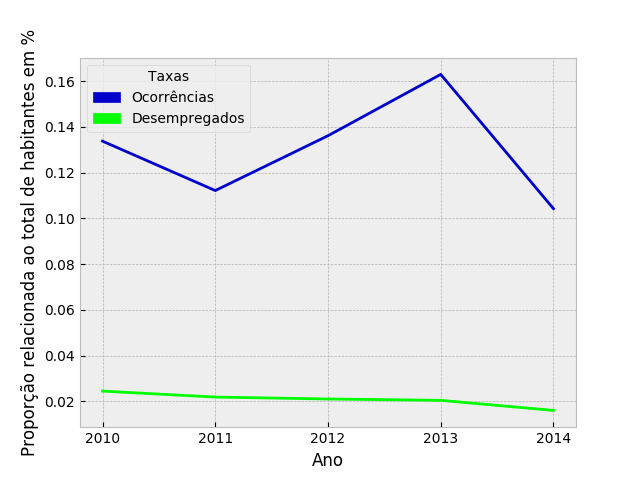 Proporção relacionada ao total de habitantes em %
0.16
0.14
0.12
0.10
0.08
0.06
0.04
0.02
Taxas
Ocorrências
Desempregados
2010 2011 2012 2013 2014
Ano